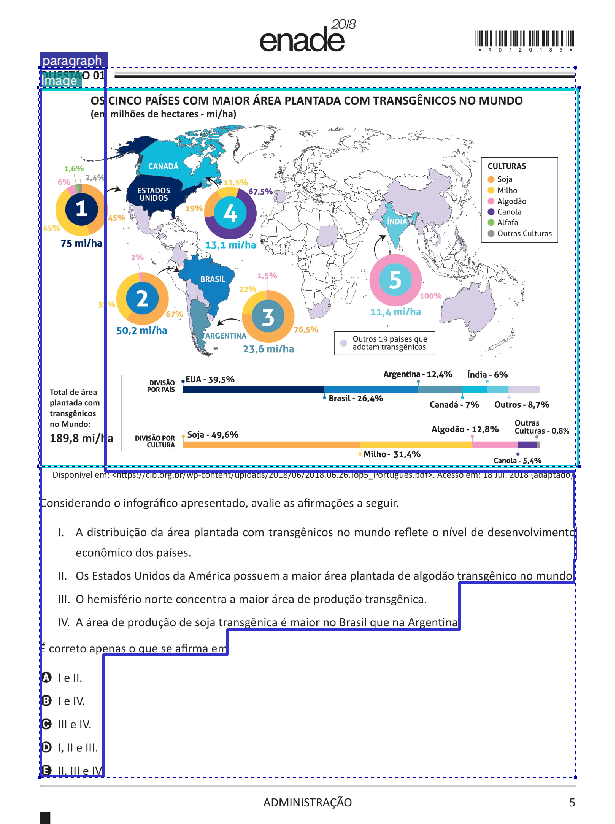 enade 2018
*R0120189*
paragraph
QUESTÃO 01
Image
OS CINCO PAÍSES COM MAIOR ÁREA PLANTADA COM TRANSGÊNICOS NO MUNDO
(em milhões de hectares - mi/ha)
CANADÁ
ESTADOS
UNIDOS
1,6%
6%
2,4%
45%
45%
1
75 mi/ha
13,5%
19%
67,5%
4
13,1 mi/ha
CULTURAS
Soja
Milho
Algodão
Canola
Alfafa
Outras Culturas
ÍNDIA
5
100%
11,4 mi/ha
2%
67%
2
50,2 mi/ha
BRASIL
1,5%
22%
76,5%
3
23,6 mi/ha
ARGENTINA
Outros 19 países que
adotam transgênicos
Total de área
plantada com
transgênicos
no Mundo:
189,8 mi/ha
DIVISÃO
POR PAÍS
EUA - 39,5%
Brasil - 26,4%
Argentina - 12,4%
Canadá - 7%
Índia - 6%
Outros - 8,7%
DIVISÃO POR
CULTURA
Soja - 49,6%
Milho - 31,4%
Algodão - 12,8%
Canola - 5,4%
Outras
Culturas - 0,8%
Disponível em: <https://cib.org.br/wp-content/uploads/2018/06/2018.06.26.Top5_Portugues.pdf>. Acesso em: 18 Jul. 2018 (adaptado).
Considerando o infográfico apresentado, avalie as afirmações a seguir.
I. A distribuição da área plantada com transgênicos no mundo reflete o nível de desenvolvimento
econômico dos países.
II. Os Estados Unidos da América possuem a maior área plantada de algodão transgênico no mundo.
III. O hemisfério norte concentra a maior área de produção transgênica.
IV. A área de produção de soja transgênica é maior no Brasil que na Argentina.
É correto apenas o que se afirma em
A I e II.
B I e IV.
C III e IV.
D I, II e III.
E II, III e IV.
ADMINISTRAÇÃO
5